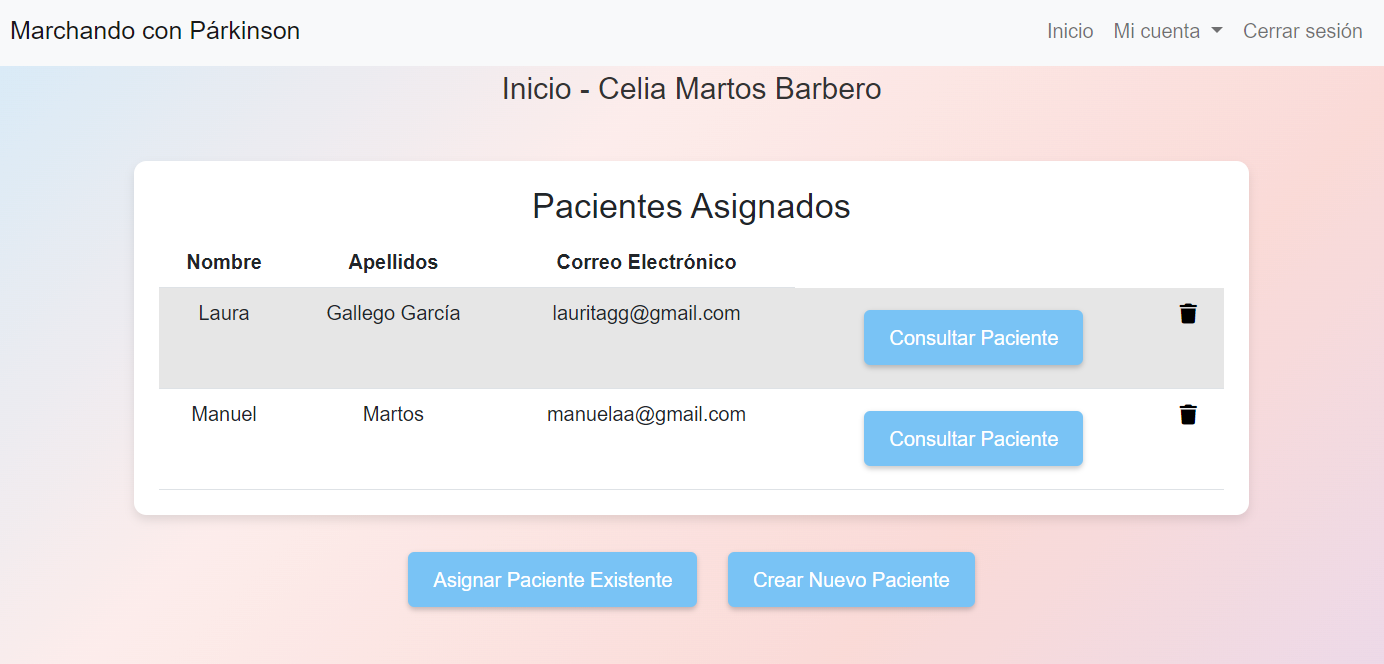 Marchando con Párkinson
Inicio Mi cuenta Cerrar sesión
Inicio - Celia Martos Barbero
Pacientes Asignados
Nombre Apellidos Correo Electrónico
Laura Gallego García lauritagg@gmail.com Consultar Paciente
Manuel Martos manuelaa@gmail.com Consultar Paciente
Asignar Paciente Existente Crear Nuevo Paciente